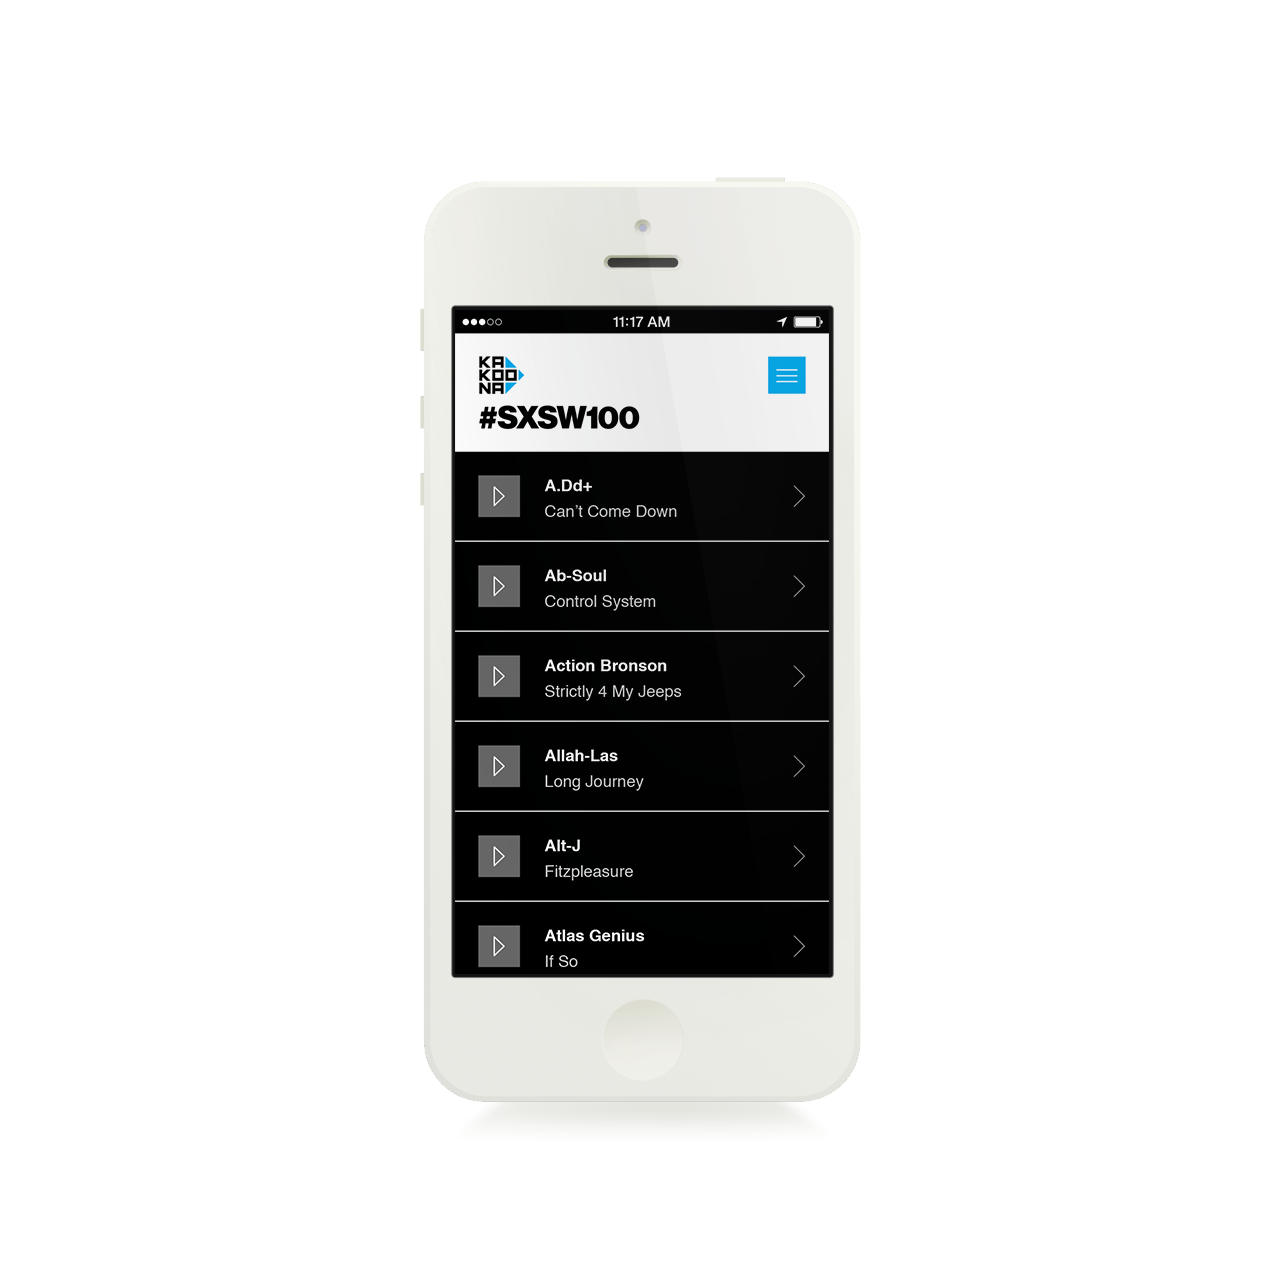 11:17 AM
KA
KOO
NA
#SXSW100
A.Dd+
Can’t Come Down
Ab-Soul
Control System
Action Bronson
Strictly 4 My Jeeps
Allah-Las
Long Journey
Alt-J
Fitzpleasure
Atlas Genius
If So